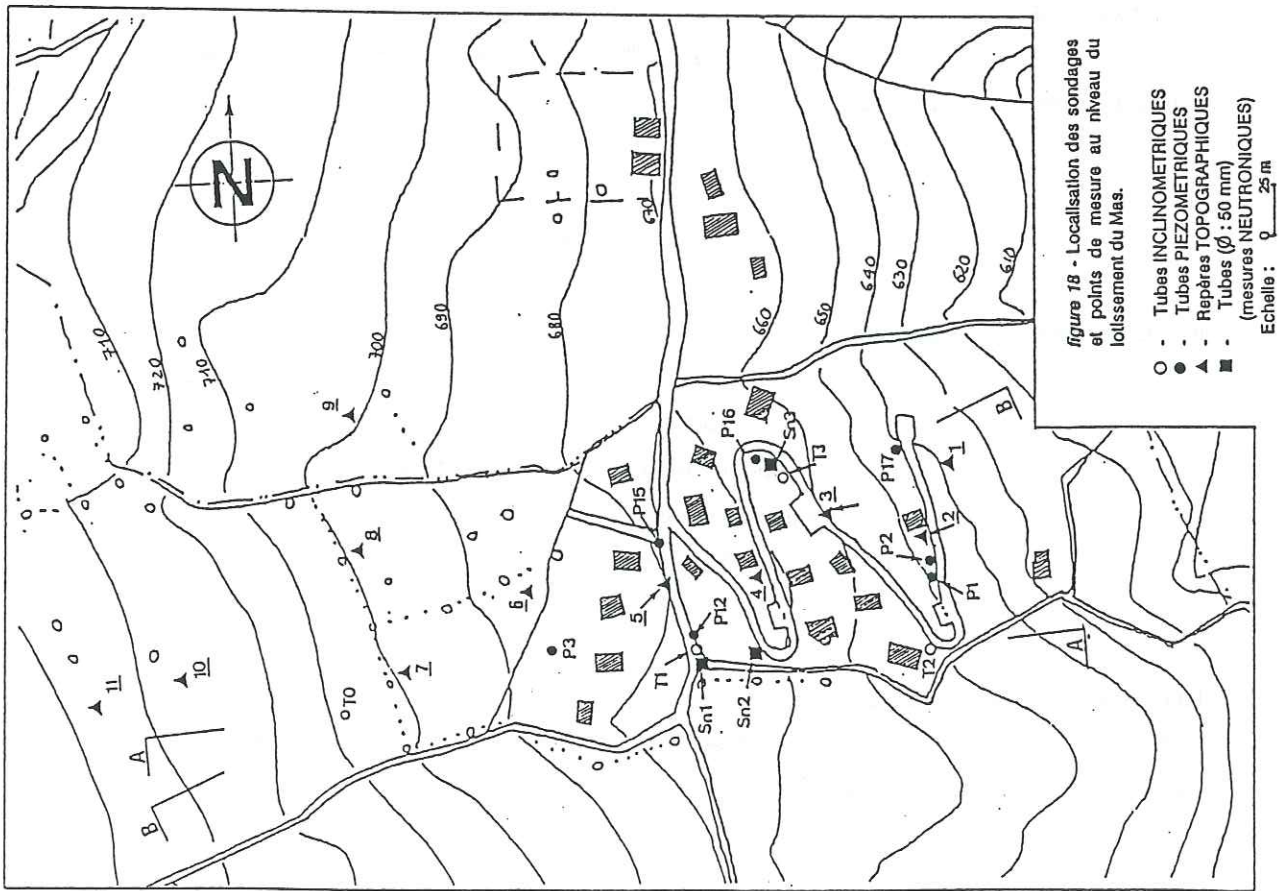 N
710
720
710
700
690
680
670
660
650
640
630
620
610
9
8
7
6
10
11
A
B
TO
P3
P15
5
P12
T1
Sn1
Sn2
4
P16
Sn3
T3
3
P17
1
2
P2
P1
T2
A
B
figure 18 - Localisation des sondages
et points de mesure au niveau du
lotissement du Mas.
○ - Tubes INCLINOMETRIQUES
● - Tubes PIEZOMETRIQUES
▲ - Repères TOPOGRAPHIQUES
■ - Tubes (Ø : 50 mm)
(mesures NEUTRONIQUES)
Echelle : 0 25 m